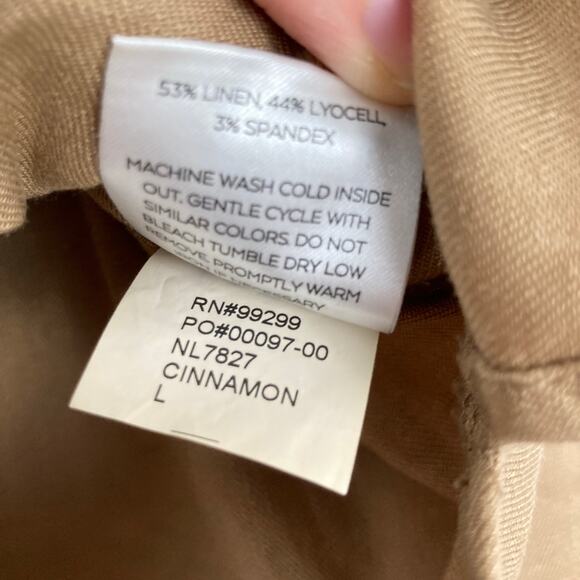 53% LINEN, 44% LYOCELL,
3% SPANDEX
MACHINE WASH COLD INSIDE
OUT. GENTLE CYCLE WITH
SIMILAR COLORS. DO NOT
BLEACH TUMBLE DRY LOW
REMOVE PROMPTLY WARM
NECESSARY
RN#99299
PO#00097-00
NL7827
CINNAMON
L